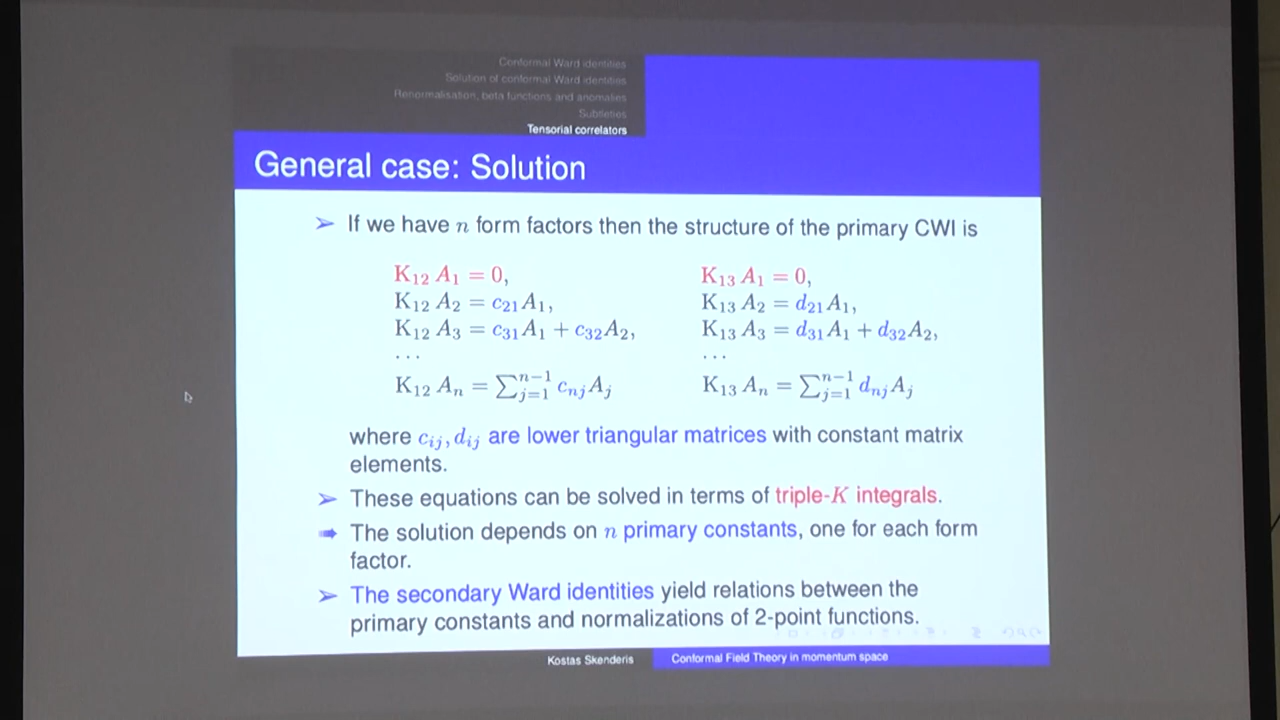 Conformal Ward identities
Solution of conformal Ward identities
Renormalisation, beta functions and anomalies
Subtleties
Tensorial correlators
General case: Solution
➢ If we have n form factors then the structure of the primary CWI is
K₁₂ A₁ = 0, K₁₃ A₁ = 0,
K₁₂ A₂ = c₂₁A₁, K₁₃ A₂ = d₂₁A₁,
K₁₂ A₃ = c₃₁A₁ + c₃₂A₂, K₁₃ A₃ = d₃₁A₁ + d₃₂A₂,
... ...
K₁₂ Aₙ = ∑ⁿ⁻¹ⱼ₌₁ cₙⱼAⱼ K₁₃ Aₙ = ∑ⁿ⁻¹ⱼ₌₁ dₙⱼAⱼ
where cᵢⱼ, dᵢⱼ are lower triangular matrices with constant matrix
elements.
➢ These equations can be solved in terms of triple-K integrals.
➠ The solution depends on n primary constants, one for each form
factor.
➢ The secondary Ward identities yield relations between the
primary constants and normalizations of 2-point functions.
Kostas Skenderis Conformal Field Theory in momentum space